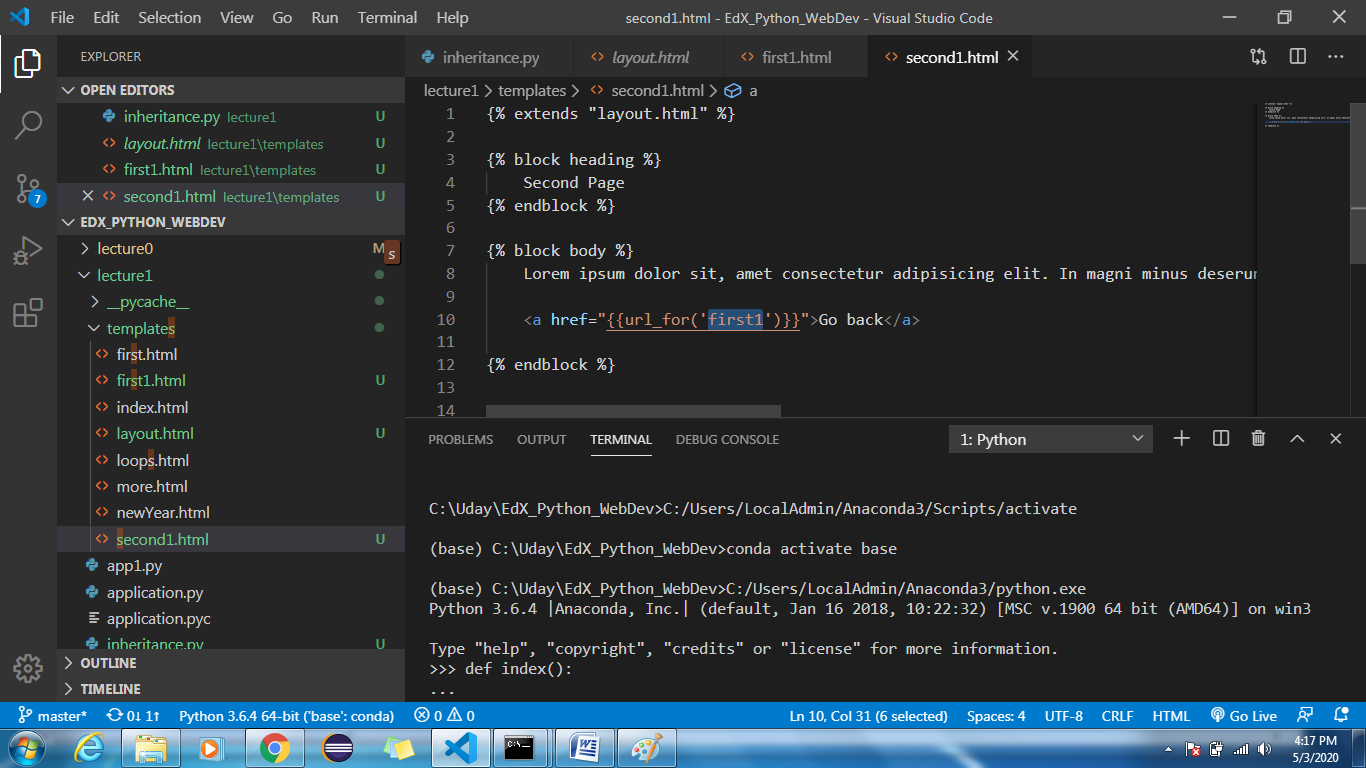 File Edit Selection View Go Run Terminal Help second1.html - EdX_Python_WebDev - Visual Studio Code
EXPLORER
inheritance.py layout.html first1.html second1.html
OPEN EDITORS
lecture1 > templates > second1.html > a
inheritance.py lecture1 U
layout.html lecture1\templates U
first1.html lecture1\templates U
second1.html lecture1\templates U
EDX_PYTHON_WEBDEV
lecture0 M
s
lecture1
__pycache__
templates
first.html
first1.html U
index.html
layout.html U
loops.html
more.html
newYear.html
second1.html U
app1.py
application.py
application.pyc
inheritance.py U
OUTLINE
TIMELINE
7
1 {% extends "layout.html" %}
2
3 {% block heading %}
4 Second Page
5 {% endblock %}
6
7 {% block body %}
8 Lorem ipsum dolor sit, amet consectetur adipisicing elit. In magni minus deserun
9
10 <a href="{{url_for('first1')}}">Go back</a>
11
12 {% endblock %}
13
14
PROBLEMS OUTPUT TERMINAL DEBUG CONSOLE 1: Python
C:\Uday\EdX_Python_WebDev>C:/Users/LocalAdmin/Anaconda3/Scripts/activate
(base) C:\Uday\EdX_Python_WebDev>conda activate base
(base) C:\Uday\EdX_Python_WebDev>C:/Users/LocalAdmin/Anaconda3/python.exe
Python 3.6.4 |Anaconda, Inc.| (default, Jan 16 2018, 10:22:32) [MSC v.1900 64 bit (AMD64)] on win3
Type "help", "copyright", "credits" or "license" for more information.
>>> def index():
...
master* 0↓ 1↑ Python 3.6.4 64-bit ('base': conda) 0 0 Ln 10, Col 31 (6 selected) Spaces: 4 UTF-8 CRLF HTML Go Live
4:17 PM
5/3/2020